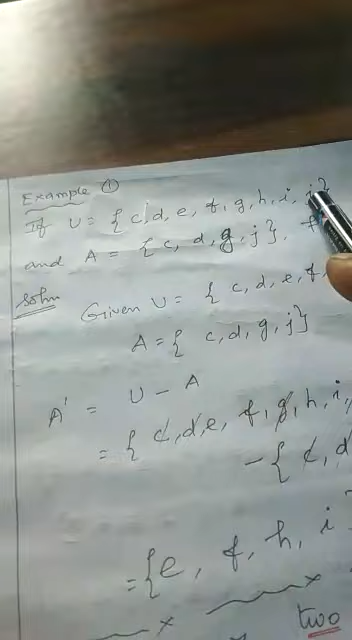 Example ①
If U = { c, d, e, f, g, h, i, j }
and A = { c, d, g, j },
Soln Given U = { c, d, e, f,
A = { c, d, g, j }
A' = U - A
= { c, d, e, f, g, h, i,
- { c, d
= { e, f, h, i
two